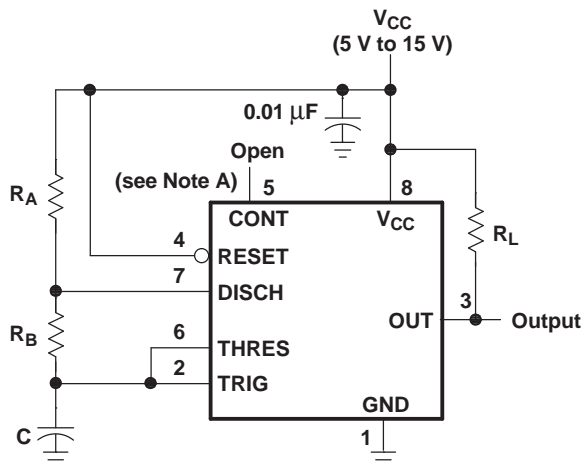 VCC
(5 V to 15 V)
0.01 μF
Open
(see Note A)
5
8
RA
CONT
VCC
RL
4
RESET
7
DISCH
3
OUT
Output
RB
6
THRES
2
TRIG
GND
C
1